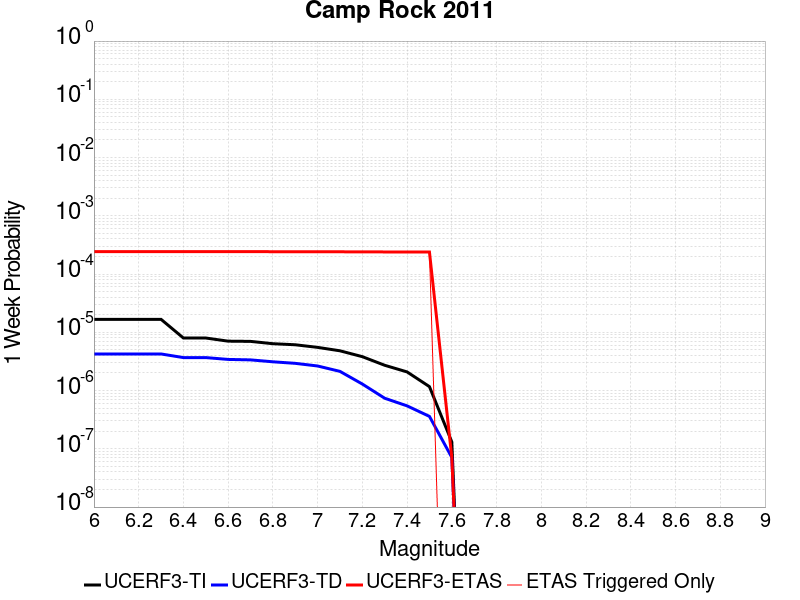 Camp Rock 2011
10^0
10^-1
10^-2
10^-3
10^-4
10^-5
10^-6
10^-7
10^-8
1 Week Probability
6 6.2 6.4 6.6 6.8 7 7.2 7.4 7.6 7.8 8 8.2 8.4 8.6 8.8 9
Magnitude
UCERF3-TI UCERF3-TD UCERF3-ETAS ETAS Triggered Only